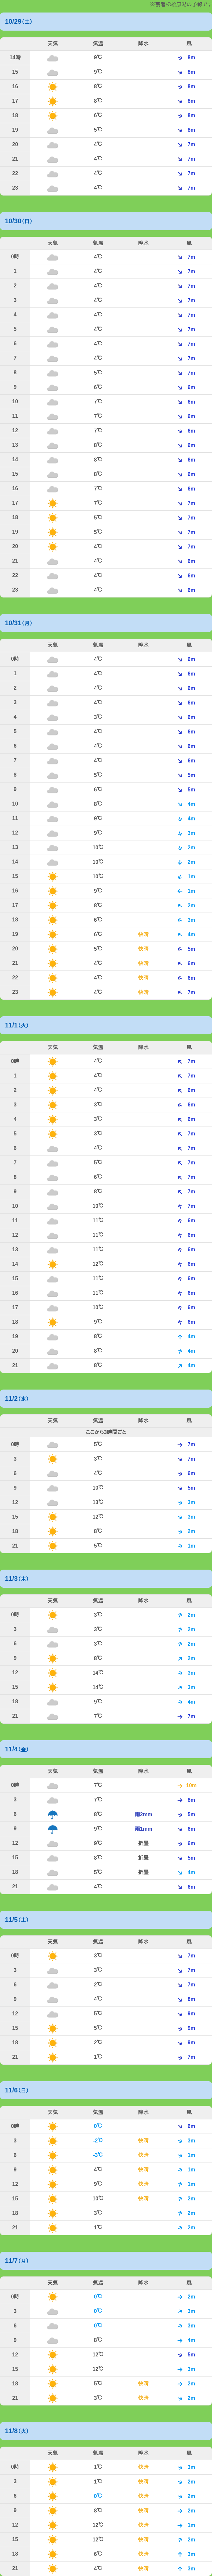 の予報です
10/29(土)
天気 気温 降水 風
14時 9℃ 8m
15 9℃ 8m
16 8℃ 8m
17 8℃ 8m
18 6℃ 8m
19 5℃ 8m
20 4℃ 7m
21 4℃ 7m
22 4℃ 7m
23 4℃ 7m
10/30(日)
天気 気温 降水 風
0時 4℃ 7m
1 4℃ 7m
2 4℃ 7m
3 4℃ 7m
4 4℃ 7m
5 4℃ 7m
6 4℃ 7m
7 4℃ 7m
8 5℃ 7m
9 6℃ 6m
10 7℃ 6m
11 7℃ 6m
12 7℃ 6m
13 8℃ 6m
14 8℃ 6m
15 8℃ 6m
16 7℃ 6m
17 7℃ 7m
18 5℃ 7m
19 5℃ 7m
20 4℃ 7m
21 4℃ 6m
22 4℃ 6m
23 4℃ 6m
10/31(月)
天気 気温 降水 風
0時 4℃ 6m
1 4℃ 6m
2 4℃ 6m
3 4℃ 6m
4 3℃ 6m
5 4℃ 6m
6 4℃ 6m
7 4℃ 6m
8 5℃ 5m
9 6℃ 5m
10 8℃ 4m
11 9℃ 4m
12 9℃ 3m
13 10℃ 2m
14 10℃ 2m
15 10℃ 1m
16 9℃ 1m
17 8℃ 2m
18 6℃ 3m
19 6℃ 快晴 4m
20 5℃ 快晴 5m
21 4℃ 快晴 6m
22 4℃ 快晴 6m
23 4℃ 快晴 7m
11/1(火)
天気 気温 降水 風
0時 4℃ 7m
1 4℃ 7m
2 4℃ 6m
3 3℃ 6m
4 3℃ 6m
5 3℃ 7m
6 4℃ 7m
7 5℃ 7m
8 6℃ 7m
9 8℃ 7m
10 10℃ 7m
11 11℃ 6m
12 11℃ 6m
13 11℃ 6m
14 12℃ 6m
15 11℃ 6m
16 11℃ 6m
17 10℃ 6m
18 9℃ 6m
19 8℃ 4m
20 8℃ 4m
21 8℃ 4m
11/2(水)
天気 気温 降水 風
ここから3時間ごと
0時 5℃ 7m
3 3℃ 7m
6 4℃ 6m
9 10℃ 5m
12 13℃ 3m
15 12℃ 3m
18 8℃ 2m
21 5℃ 1m
11/3(木)
天気 気温 降水 風
0時 3℃ 2m
3 3℃ 2m
6 3℃ 2m
9 8℃ 2m
12 14℃ 3m
15 14℃ 3m
18 9℃ 4m
21 7℃ 7m
11/4(金)
天気 気温 降水 風
0時 7℃ 10m
3 7℃ 8m
6 8℃ 雨2mm 5m
9 9℃ 雨1mm 6m
12 9℃ 6m
15 8℃ 5m
18 5℃ 4m
21 4℃ 6m
11/5(土)
天気 気温 降水 風
0時 3℃ 7m
3 3℃ 7m
6 2℃ 7m
9 4℃ 8m
12 5℃ 9m
15 5℃ 9m
18 2℃ 9m
21 1℃ 7m
11/6(日)
天気 気温 降水 風
0時 0℃ 6m
3 -2℃ 快晴 3m
6 -3℃ 快晴 1m
9 4℃ 快晴 1m
12 9℃ 快晴 1m
15 10℃ 快晴 2m
18 3℃ 2m
21 1℃ 2m
11/7(月)
天気 気温 降水 風
0時 0℃ 2m
3 0℃ 3m
6 0℃ 3m
9 8℃ 4m
12 12℃ 5m
15 12℃ 3m
18 5℃ 快晴 2m
21 3℃ 快晴 2m
11/8(火)
天気 気温 降水 風
0時 1℃ 快晴 3m
3 1℃ 快晴 2m
6 0℃ 快晴 2m
9 8℃ 快晴 2m
12 12℃ 快晴 1m
15 12℃ 快晴 2m
18 6℃ 快晴 3m
21 4℃ 快晴 3m